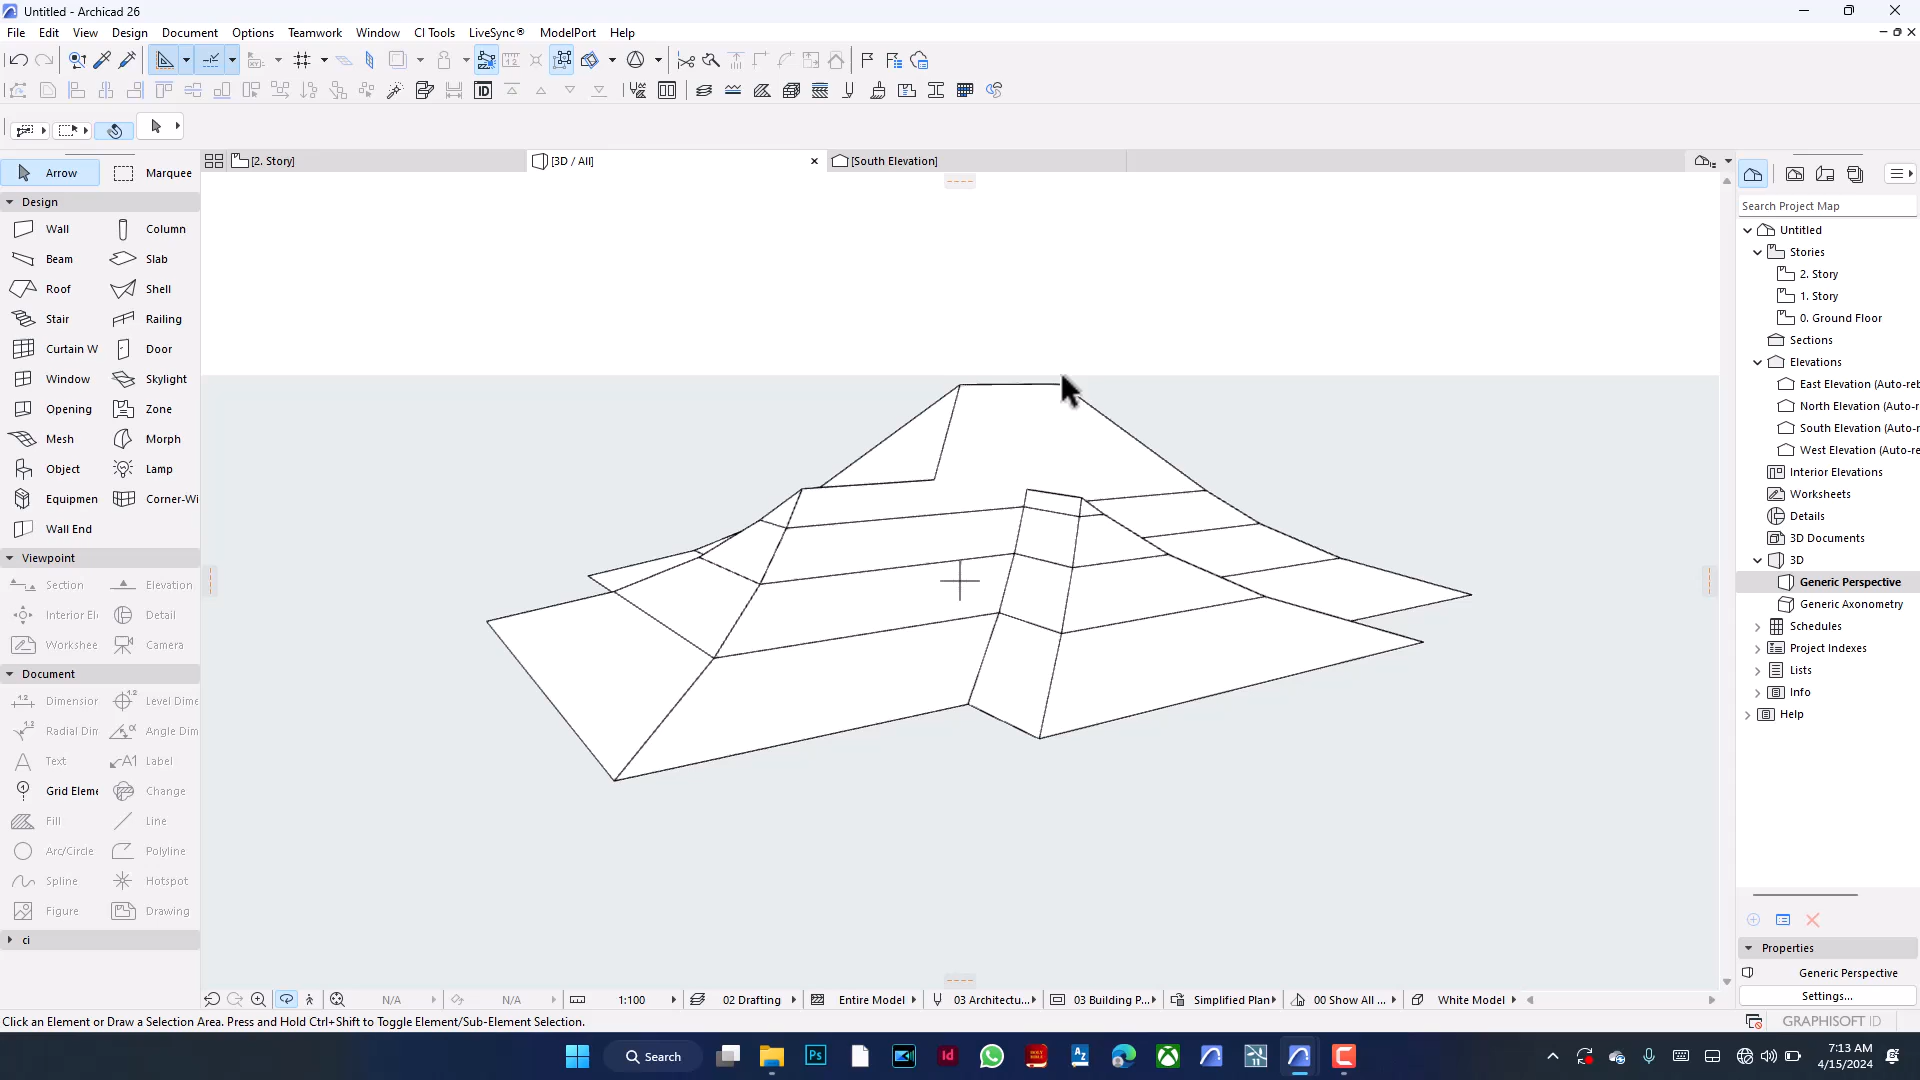 Untitled - Archicad 26
File Edit View Design Document Options Teamwork Window CI Tools LiveSync® ModelPort Help
[2. Story] [3D / All] [South Elevation]
Arrow Marquee
Design
Wall Column
Beam Slab
Roof Shell
Stair Railing
Curtain W Door
Window Skylight
Opening Zone
Mesh Morph
Object Lamp
Equipmen Corner-Wi
Wall End
Viewpoint
Section Elevation
Interior El Detail
Workshee Camera
Document
1.2 Dimensior 1.2 Level Dime
1.2 Radial Dim Angle Dim
Text A1 Label
Grid Eleme Change
Fill Line
Arc/Circle Polyline
Spline Hotspot
Figure Drawing
ci
Search Project Map
Untitled
Stories
2. Story
1. Story
0. Ground Floor
Sections
Elevations
East Elevation (Auto-reb
North Elevation (Auto-r
South Elevation (Auto-r
West Elevation (Auto-re
Interior Elevations
Worksheets
Details
3D Documents
3D
Generic Perspective
Generic Axonometry
Schedules
Project Indexes
Lists
Info
Help
Properties
Generic Perspective
Settings...
N/A N/A 1:100 02 Drafting Entire Model 03 Architectu... 03 Building P... Simplified Plan 00 Show All ... White Model
Click an Element or Draw a Selection Area. Press and Hold Ctrl+Shift to Toggle Element/Sub-Element Selection.
GRAPHISOFT ID
Search
7:13 AM
4/15/2024